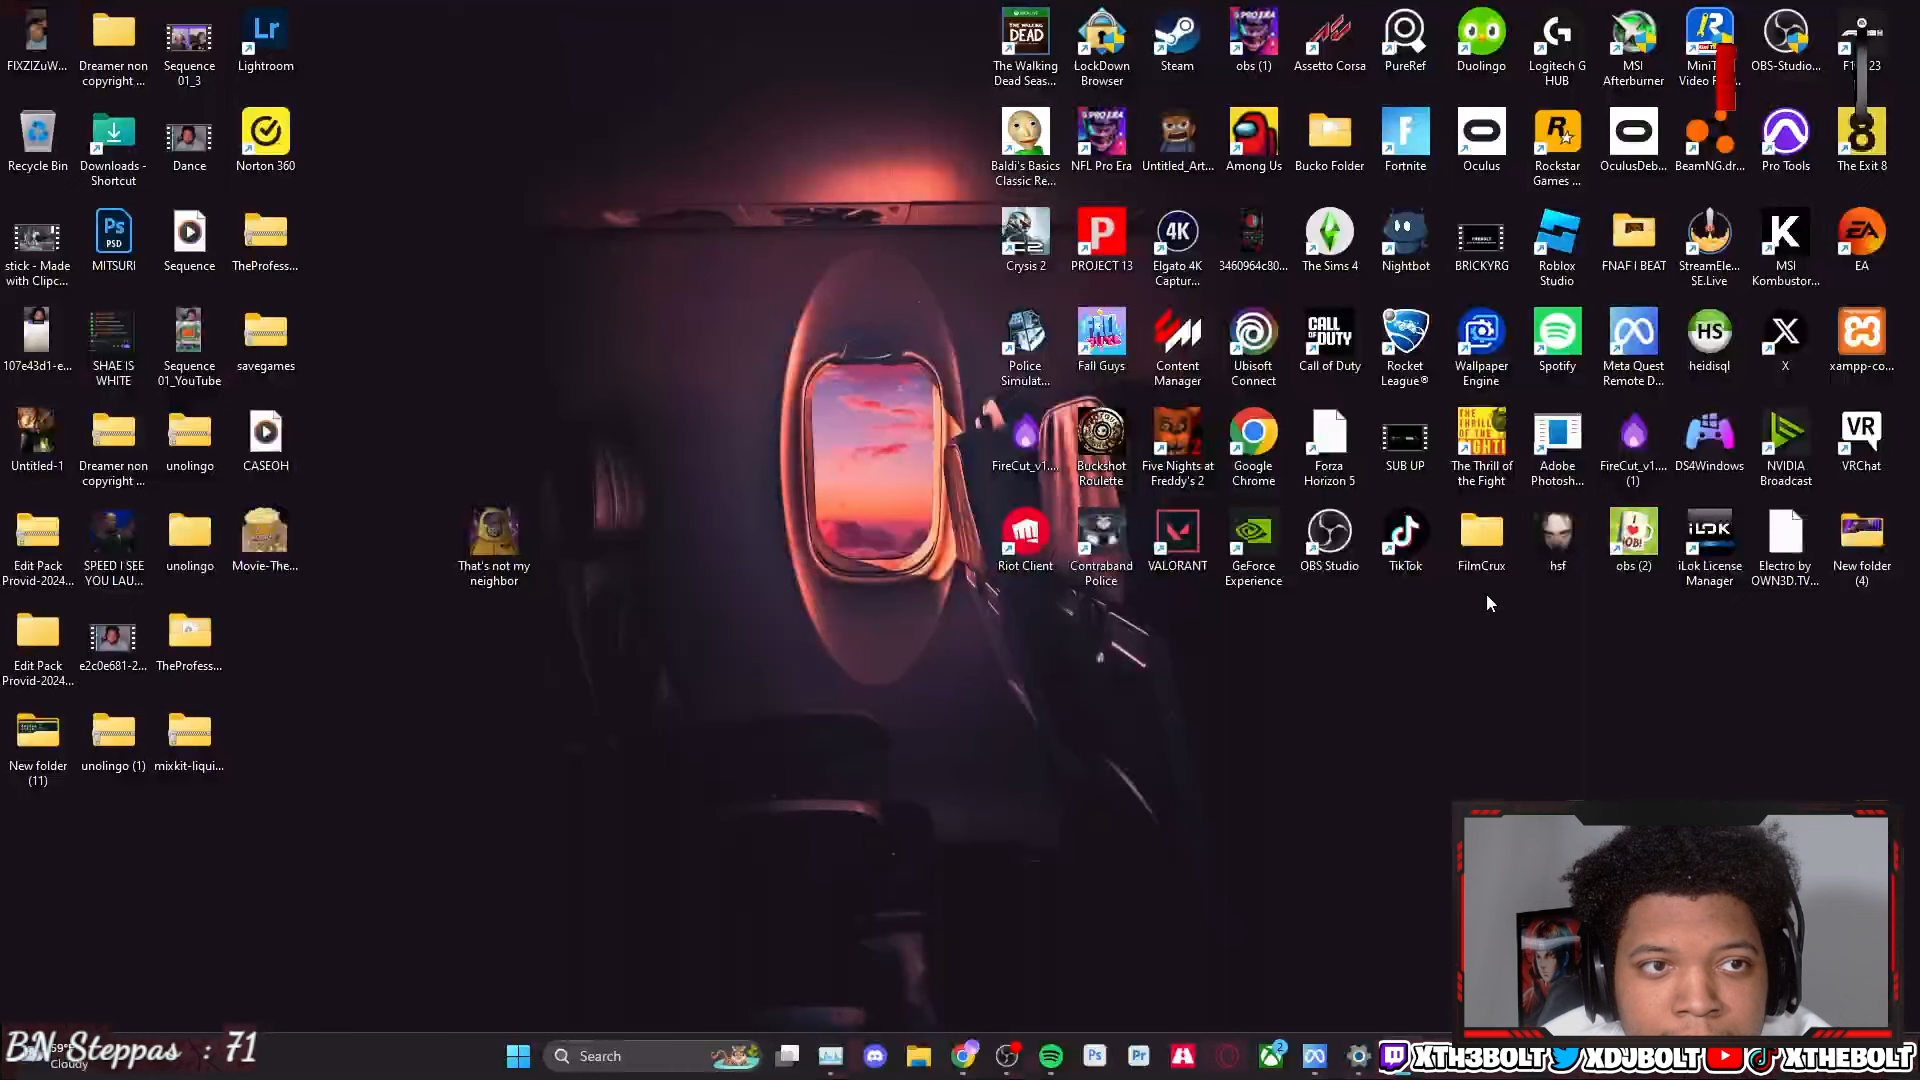 FIXZIZuW...
Dreamer non
copyright ...
Sequence
01_3
Lightroom
Recycle Bin
Downloads -
Shortcut
Dance
Norton 360
stick - Made
with Clipc...
MITSURI
Sequence
TheProfess...
107e43d1-e...
SHAE IS
WHITE
Sequence
01_YouTube
savegames
Untitled-1
Dreamer non
copyright ...
unolingo
CASEOH
Edit Pack
Provid-2024...
SPEED I SEE
YOU LAU...
unolingo
Movie-The...
Edit Pack
Provid-2024...
e2c0e681-2...
TheProfess...
New folder
(11)
unolingo (1)
mixkit-liqui...
That's not my
neighbor
The Walking
Dead Seas...
LockDown
Browser
Steam
obs (1)
Assetto Corsa
PureRef
Duolingo
Logitech G
HUB
MSI
Afterburner
OBS-Studio...
Baldi's Basics
Classic Re...
NFL Pro Era
Untitled_Art...
Among Us
Bucko Folder
Fortnite
Oculus
Rockstar
Games ...
OculusDeb...
BeamNG.dr...
Pro Tools
The Exit 8
Crysis 2
PROJECT 13
Elgato 4K
Captur...
3460964c80...
The Sims 4
Nightbot
BRICKYRG
Roblox
Studio
FNAF I BEAT
StreamEle...
SE.Live
MSI
Kombustor...
EA
Police
Simulat...
Fall Guys
Content
Manager
Ubisoft
Connect
Call of Duty
Rocket
League®
Wallpaper
Engine
Spotify
Meta Quest
Remote D...
heidisql
X
xampp-co...
FireCut_v1....
Buckshot
Roulette
Five Nights at
Freddy's 2
Google
Chrome
Forza
Horizon 5
SUB UP
The Thrill of
the Fight
Adobe
Photosh...
FireCut_v1....
(1)
DS4Windows
NVIDIA
Broadcast
VRChat
Riot Client
Contraband
Police
VALORANT
GeForce
Experience
OBS Studio
TikTok
FilmCrux
hsf
obs (2)
iLok License
Manager
Electro by
OWN3D.TV...
New folder
(4)
BN Steppas : 71
59°F
Cloudy
Search
XTH3BOLT
XDJBOLT
XTHEBOLT